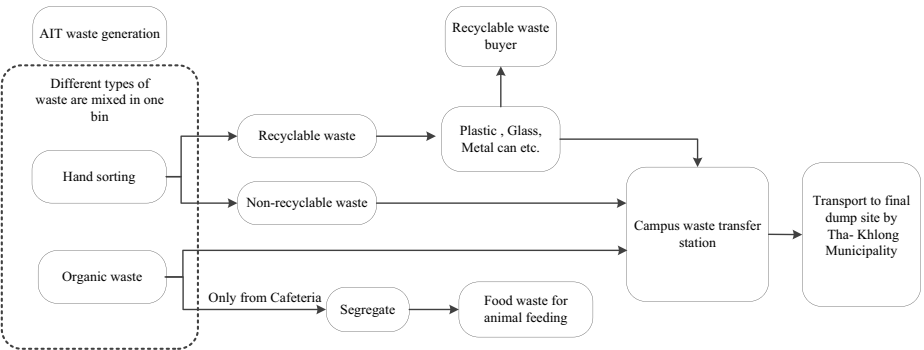 AIT waste generation
Different types of
waste are mixed in one
bin
Hand sorting
Organic waste
Recyclable waste
Non-recyclable waste
Only from Cafeteria
Segregate
Recyclable waste
buyer
Plastic , Glass,
Metal can etc.
Food waste for
animal feeding
Campus waste transfer
station
Transport to final
dump site by
Tha- Khlong
Municipality